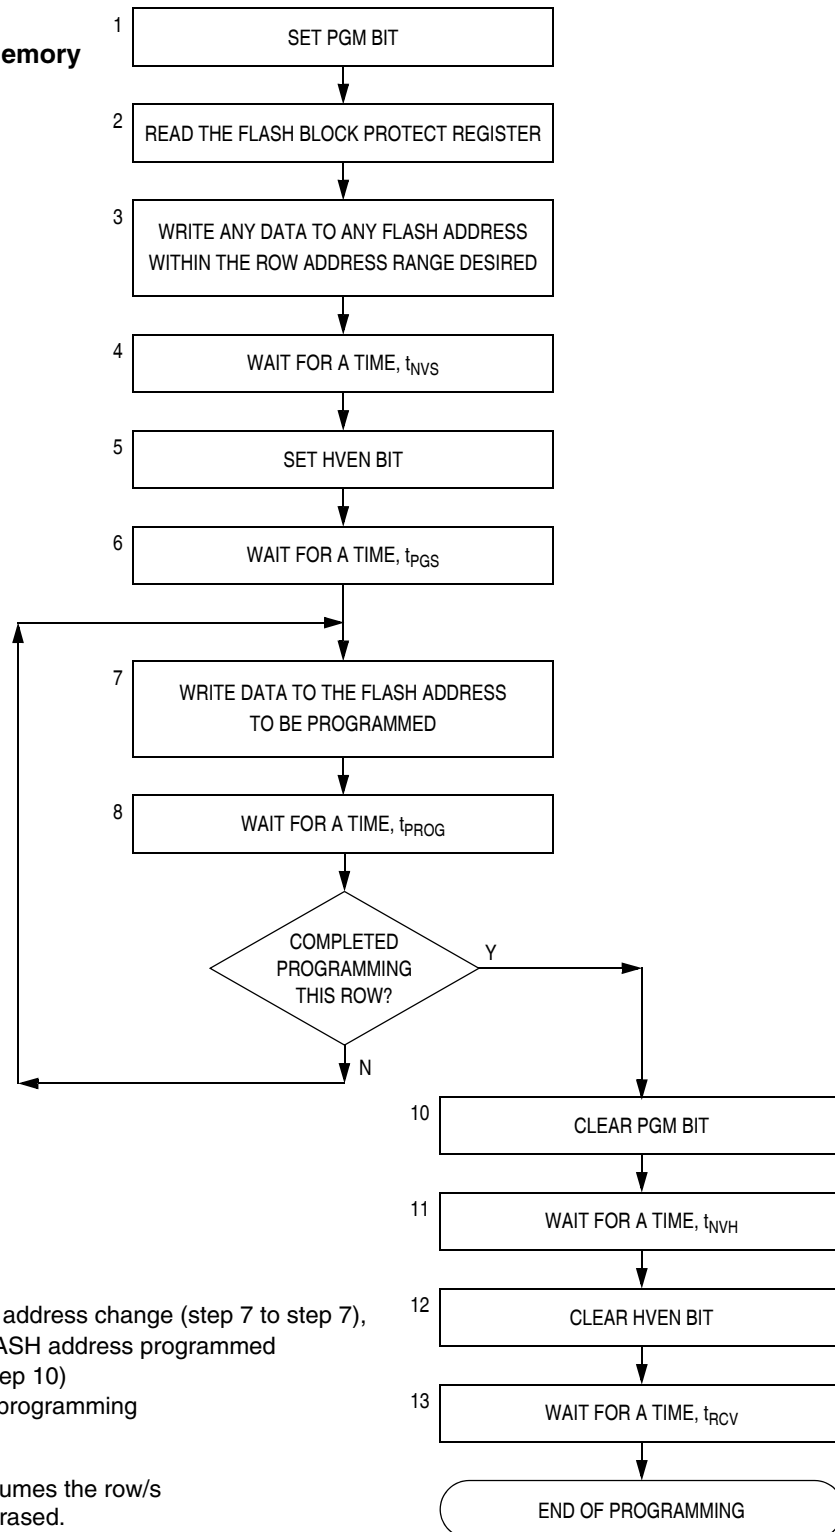 1
SET PGM BIT
emory
2
READ THE FLASH BLOCK PROTECT REGISTER
3
WRITE ANY DATA TO ANY FLASH ADDRESS
WITHIN THE ROW ADDRESS RANGE DESIRED
4
WAIT FOR A TIME, tNVS
5
SET HVEN BIT
6
WAIT FOR A TIME, tPGS
7
WRITE DATA TO THE FLASH ADDRESS
TO BE PROGRAMMED
8
WAIT FOR A TIME, tPROG
COMPLETED
PROGRAMMING
THIS ROW?
Y
N
10
CLEAR PGM BIT
11
WAIT FOR A TIME, tNVH
12
CLEAR HVEN BIT
13
WAIT FOR A TIME, tRCV
END OF PROGRAMMING
address change (step 7 to step 7),
ASH address programmed
ep 10)
programming
umes the row/s
rased.